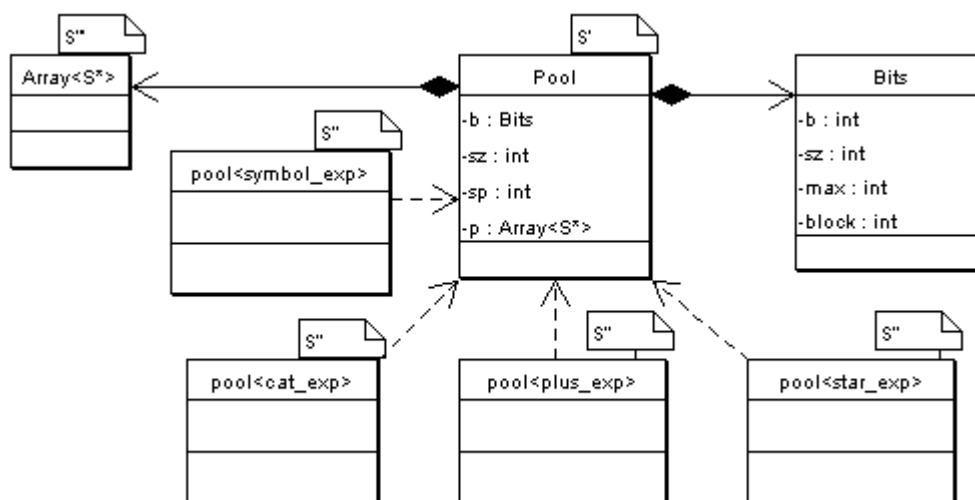 S'''
S'
Array<S*>
Pool
Bits
-b : Bits
-sz : int
-sp : int
-p : Array<S*>
-b : int
-sz : int
-max : int
-block : int
S''
pool<symbol_exp>
S''
S''
S''
pool<cat_exp>
pool<plus_exp>
pool<star_exp>